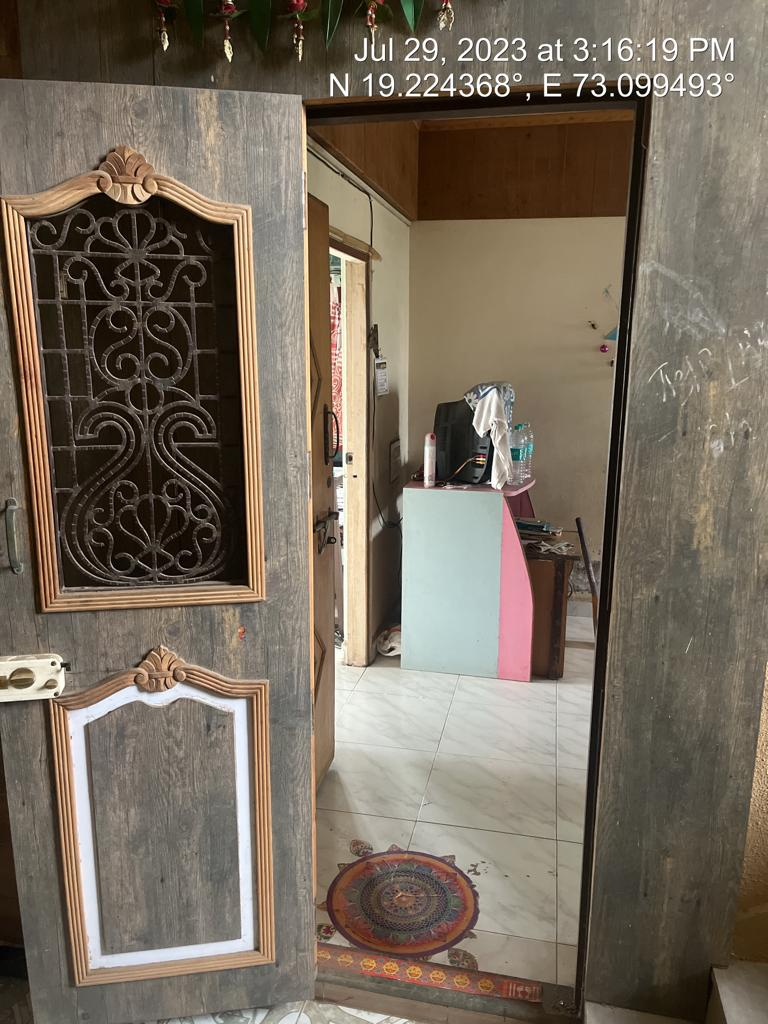 Jul 29, 2023 at 3:16:19 PM
N 19.224368°, E 73.099493°